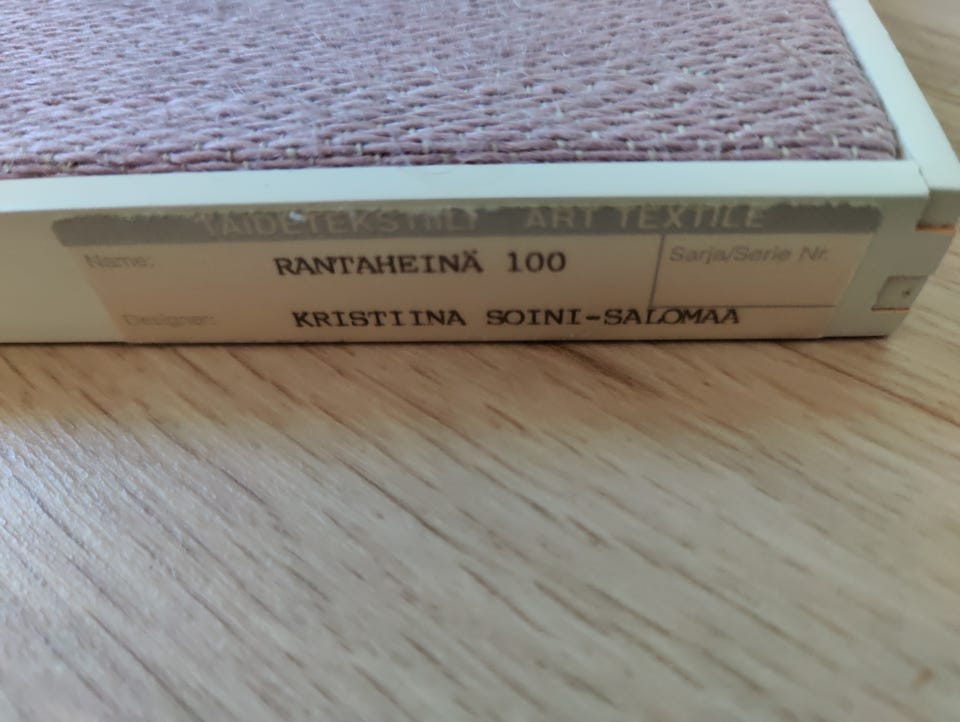 TAIDETEKSTIILI ART TEXTILE
Name: RANTAHEINÄ 100 Sarja/Serie Nr.
Designer: KRISTIINA SOINI-SALOMAA